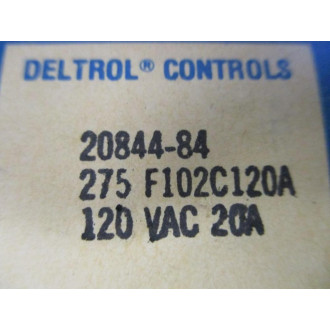 DELTROL® CONTROLS
20844-84
275 F102C120A
120 VAC 20A